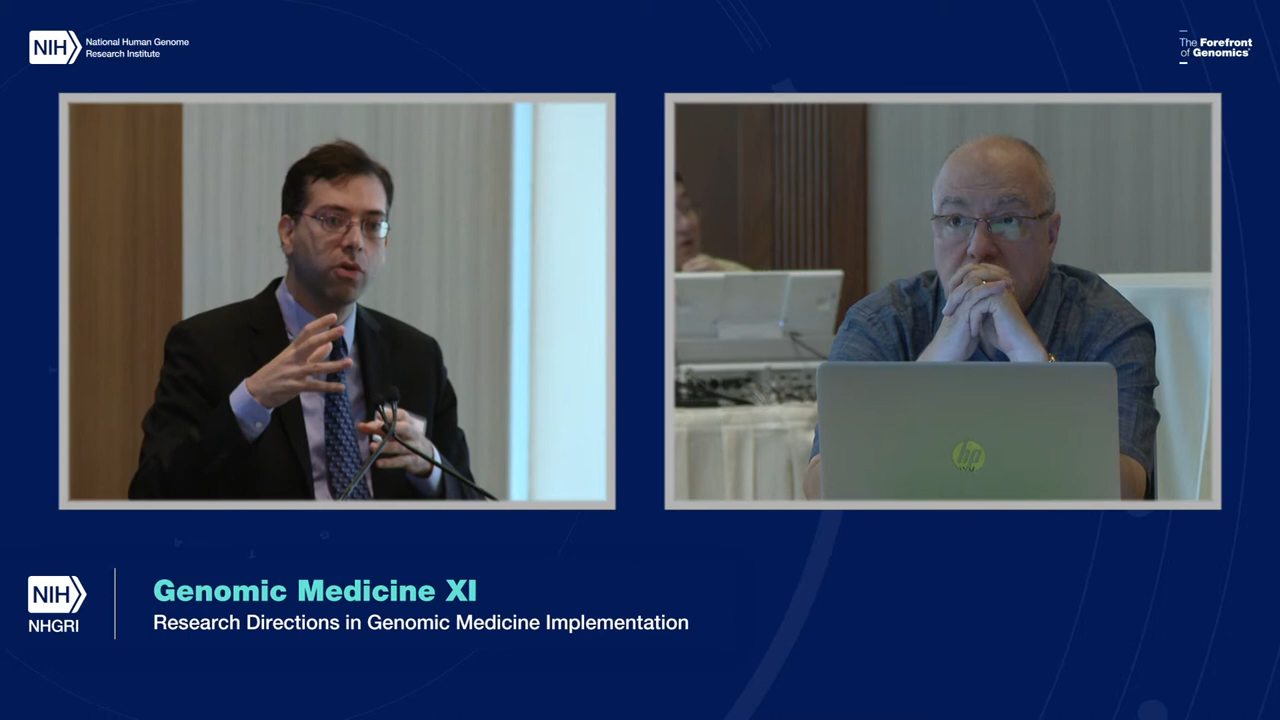 NIH
National Human Genome
Research Institute
The Forefront
of Genomics®
hp
NIH
NHGRI
Genomic Medicine XI
Research Directions in Genomic Medicine Implementation